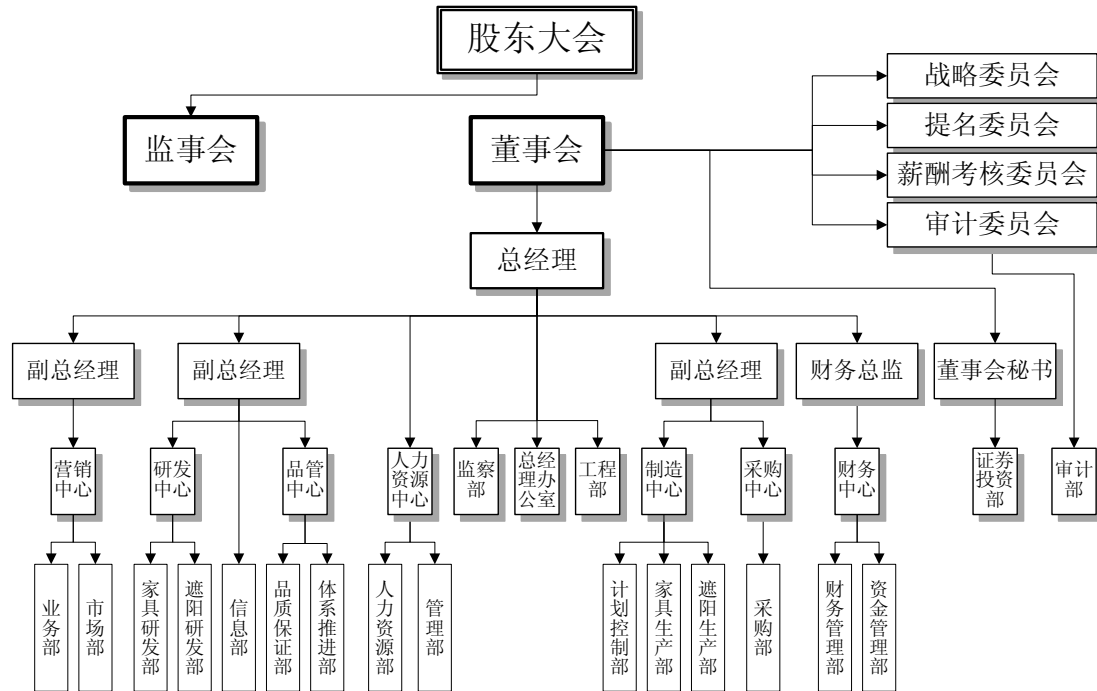 股东大会
监事会
董事会
战略委员会
提名委员会
薪酬考核委员会
审计委员会
总经理
副总经理
副总经理
副总经理
财务总监
董事会秘书
营销
中心
研发
中心
品管
中心
人力
资源
中心
监察
部
总经
理办
公室
工程
部
制造
中心
采购
中心
财务
中心
证券
投资
部
审计
部
业务部
市场部
家具研发部
遮阳研发部
信息部
品质保证部
体系推进部
人力资源部
管理部
计划控制部
家具生产部
遮阳生产部
采购部
财务管理部
资金管理部